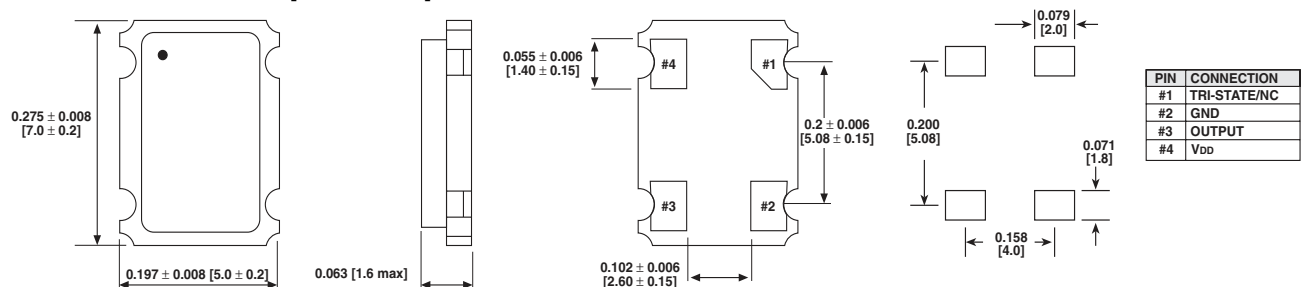 0.275 ± 0.008
[7.0 ± 0.2]
0.197 ± 0.008 [5.0 ± 0.2]
0.063 [1.6 max]
0.055 ± 0.006
[1.40 ± 0.15]
#4
#1
#3
#2
0.2 ± 0.006
[5.08 ± 0.15]
0.102 ± 0.006
[2.60 ± 0.15]
0.079
[2.0]
0.200
[5.08]
0.071
[1.8]
0.158
[4.0]
PIN CONNECTION
#1 TRI-STATE/NC
#2 GND
#3 OUTPUT
#4 VDD